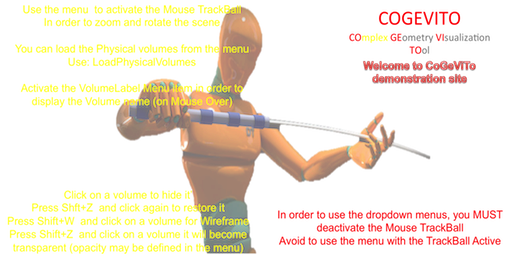 Use the menu to activate the Mouse TrackBall
In order to zoom and rotate the scene
You can load the Physical volumes from the menu
Use: LoadPhysicalVolumes
Activate the VolumeLabel Menu item in order to
display the Volume name (on Mouse Over)
Click on a volume to hide it
Press Shft+Z and click again to restore it
Press Shft+W and click on a volume for Wireframe
Press Shft+Z and click on a volume it will become
transparent (opacity may be defined in the menu)
COGEVITO
COmplex GEometry VIsualization
TOol
Welcome to CoGeVITo
demonstration site
In order to use the dropdown menus, you MUST
deactivate the Mouse TrackBall
Avoid to use the menu with the TrackBall Active